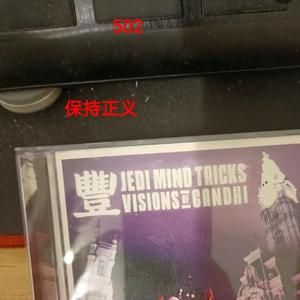 502
保持正义
豐
JEDI MIND TRICKS
VISIONS OF GANDHI